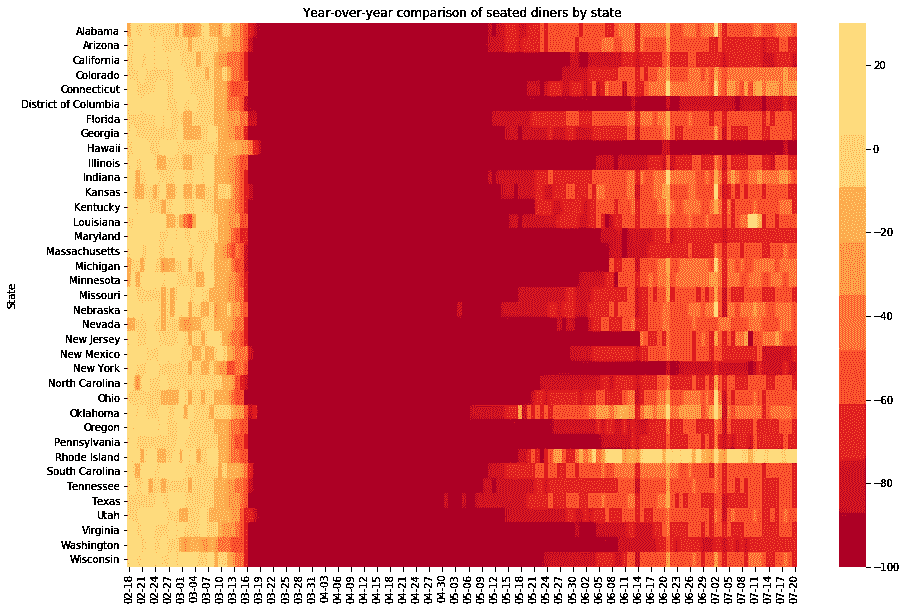 Year-over-year comparison of seated diners by state
State
Alabama
Arizona
California
Colorado
Connecticut
District of Columbia
Florida
Georgia
Hawaii
Illinois
Indiana
Kansas
Kentucky
Louisiana
Maryland
Massachusetts
Michigan
Minnesota
Missouri
Nebraska
Nevada
New Jersey
New Mexico
New York
North Carolina
Ohio
Oklahoma
Oregon
Pennsylvania
Rhode Island
South Carolina
Tennessee
Texas
Utah
Virginia
Washington
Wisconsin
02-18 02-21 02-24 02-27 03-01 03-04 03-07 03-10 03-13 03-16 03-19 03-22 03-25 03-28 03-31 04-03 04-06 04-09 04-12 04-15 04-18 04-21 04-24 04-27 04-30 05-03 05-06 05-09 05-12 05-15 05-18 05-21 05-24 05-27 05-30 06-02 06-05 06-08 06-11 06-14 06-17 06-20 06-23 06-26 06-29 07-02 07-05 07-08 07-11 07-14 07-17 07-20
20
0
−20
−40
−60
−80
−100